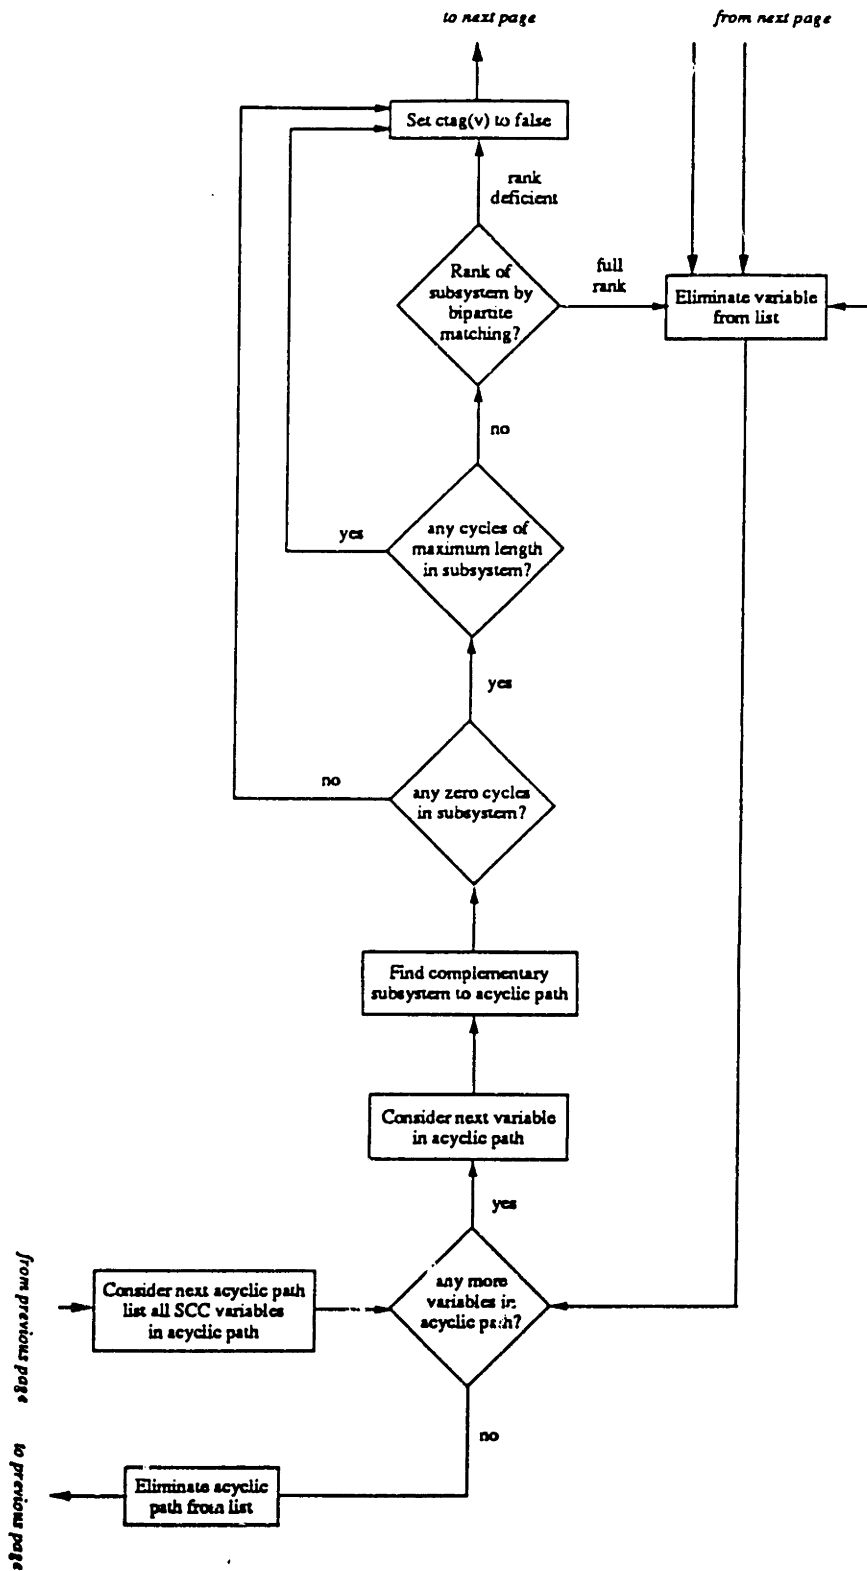 to next page
from next page
Set ctag(v) to false
rank
deficient
Rank of
subsystem by
bipartite
matching?
full
rank
Eliminate variable
from list
no
any cycles of
maximum length
in subsystem?
yes
yes
any zero cycles
in subsystem?
no
Find complementary
subsystem to acyclic path
Consider next variable
in acyclic path
yes
any more
variables in
acyclic path?
from previous page
Consider next acyclic path
list all SCC variables
in acyclic path
no
to previous page
Eliminate acyclic
path from list